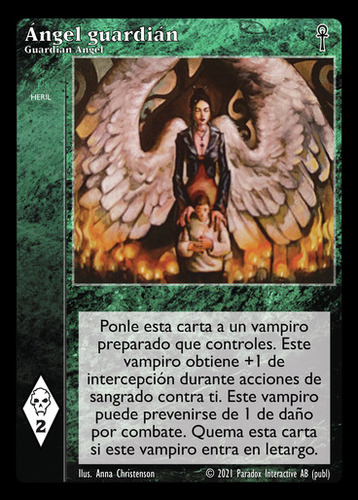 Ángel guardián
Guardian Angel
HERIL
Ponle esta carta a un vampiro
preparado que controles. Este
vampiro obtiene +1 de
intercepción durante acciones de
sangrado contra ti. Este vampiro
puede prevenirse de 1 de daño
por combate. Quema esta carta
si este vampiro entra en letargo.
2
Ilus. Anna Christenson
© 2021 Paradox Interactive AB (publ)